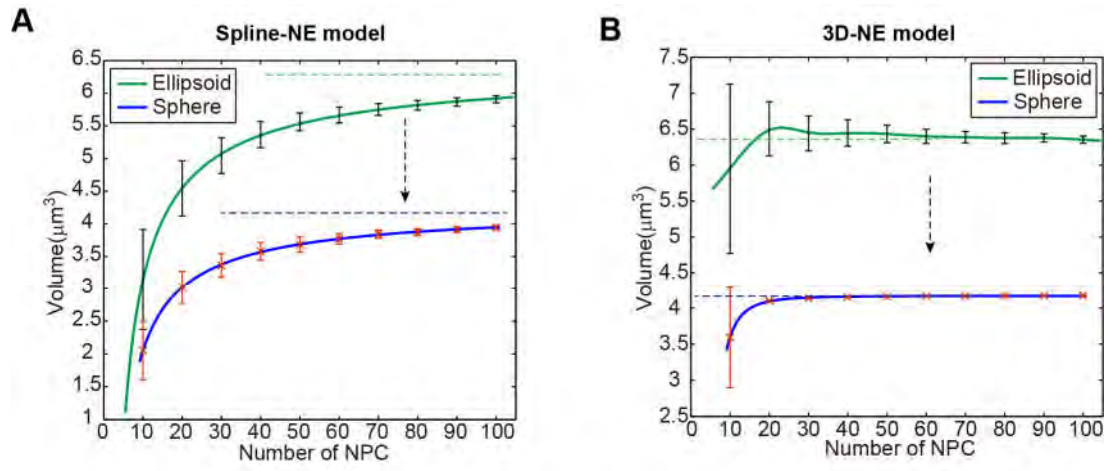 A
Spline-NE model
Ellipsoid
Sphere
Volume(μm³)
6.5
6
5.5
5
4.5
4
3.5
3
2.5
2
1.5
1
0 10 20 30 40 50 60 70 80 90 100
Number of NPC
B
3D-NE model
Ellipsoid
Sphere
Volume(μm³)
7.5
7
6.5
6
5.5
5
4.5
4
3.5
3
2.5
0 10 20 30 40 50 60 70 80 90 100
Number of NPC